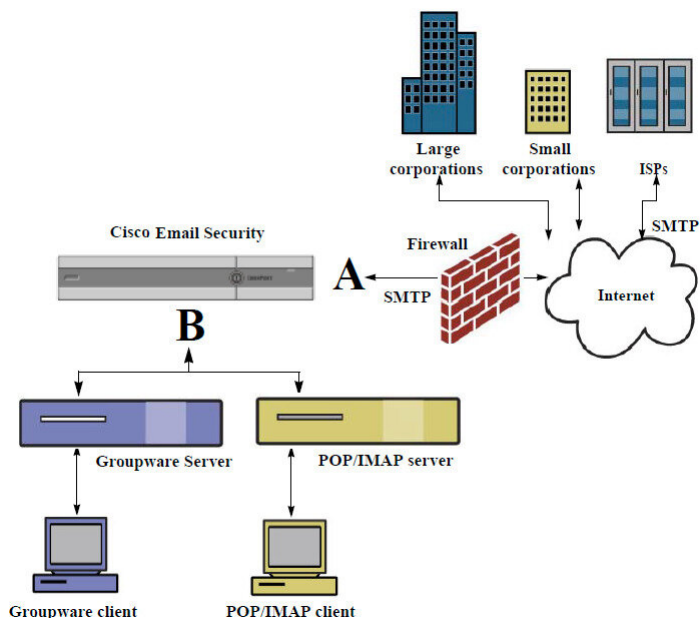 Large
corporations
Small
corporations
ISPs
SMTP
Cisco Email Security
Firewall
A
SMTP
Internet
B
Groupware Server
POP/IMAP server
Groupware client
POP/IMAP client